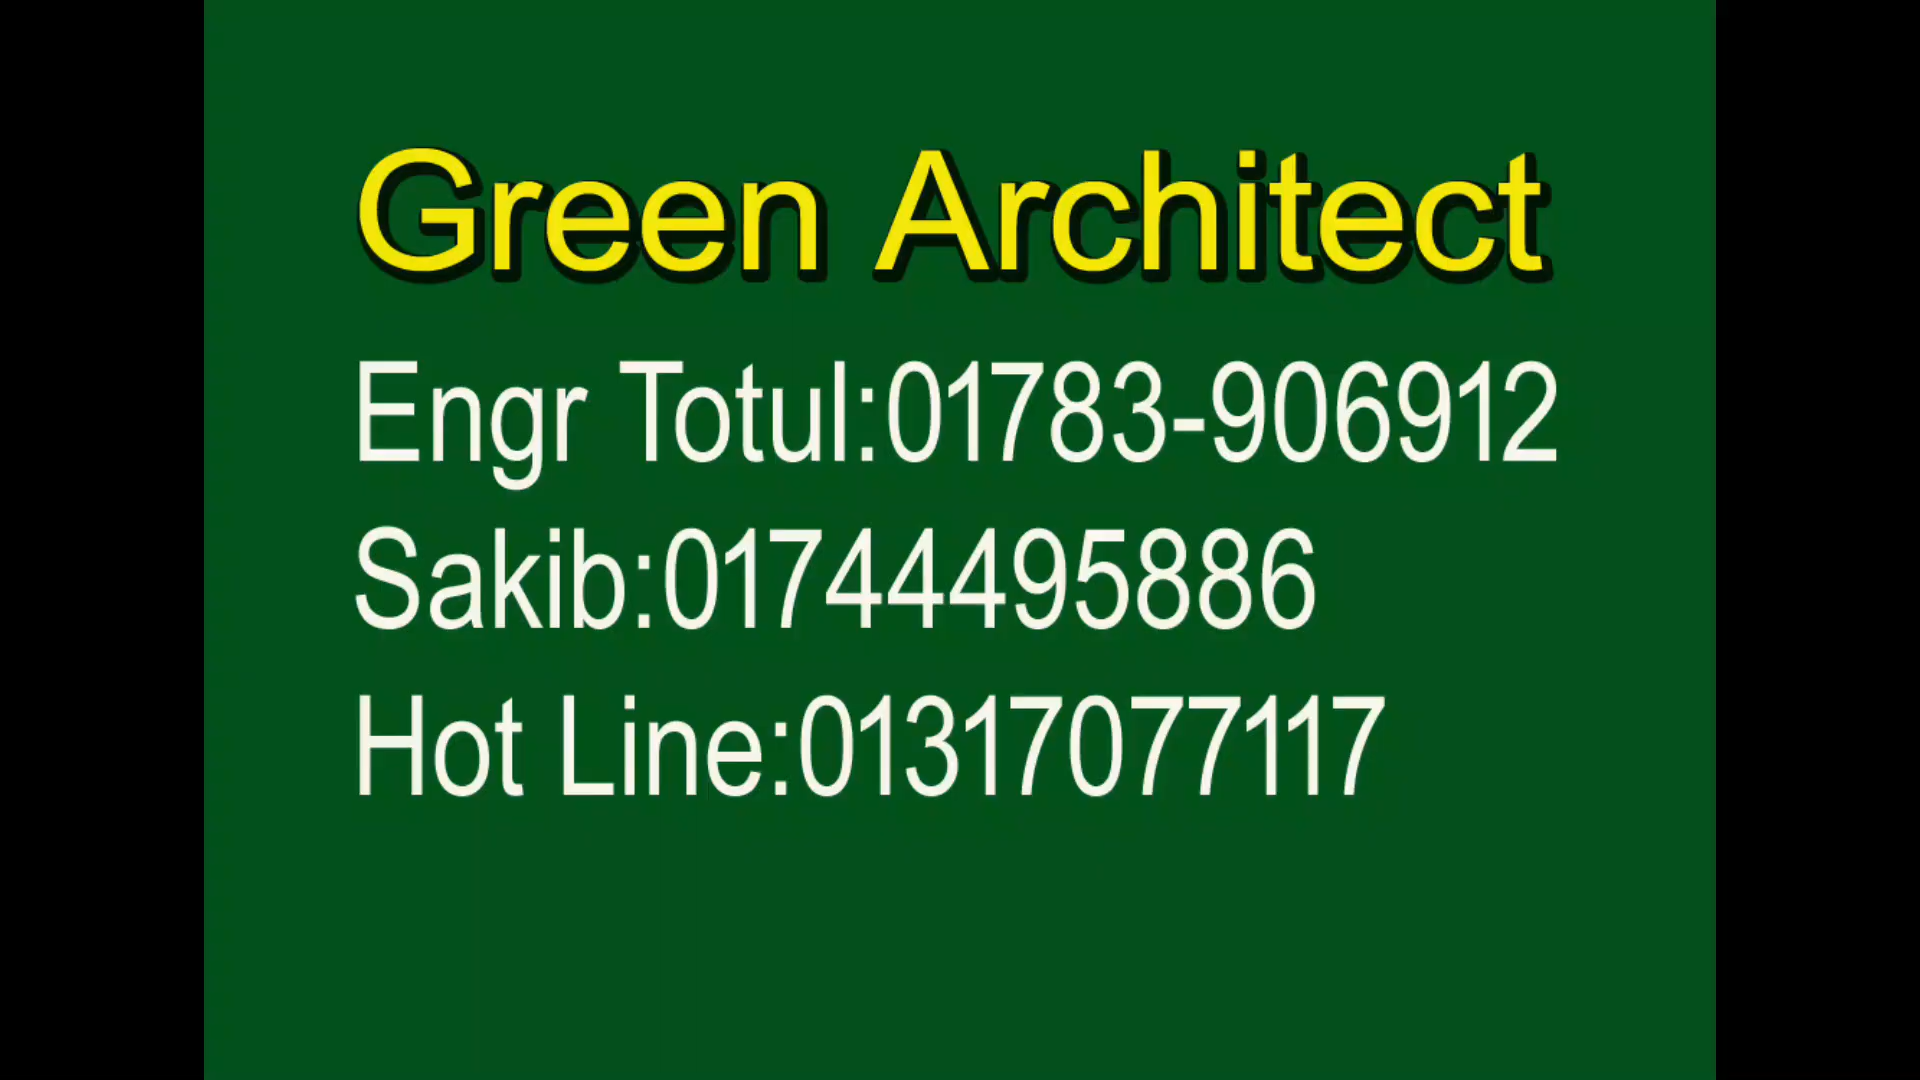 Green Architect
Engr Totul:01783-906912
Sakib:01744495886
Hot Line:01317077117